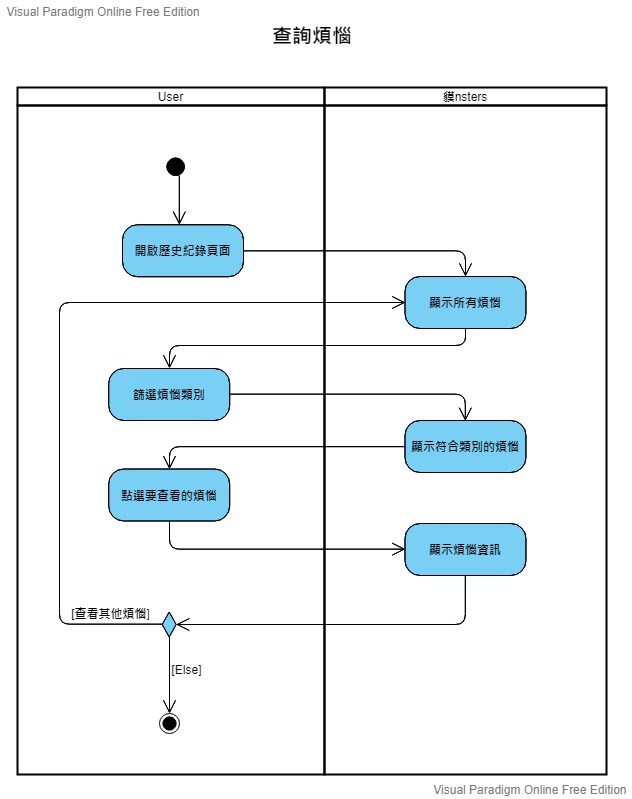 Visual Paradigm Online Free Edition
查詢煩惱
User
貘nsters
開啟歷史紀錄頁面
顯示所有煩惱
篩選煩惱類別
顯示符合類別的煩惱
點選要查看的煩惱
顯示煩惱資訊
[查看其他煩惱]
[Else]
Visual Paradigm Online Free Edition